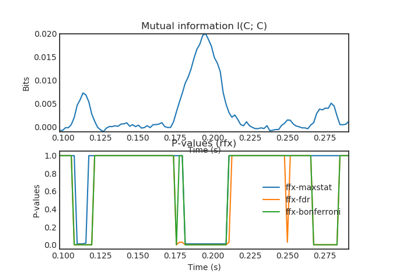 Mutual information I(C; C)
0.020
0.015
0.010
0.005
0.000
Bits
0.100 0.125 0.150 0.175 0.200 0.225 0.250 0.275
Time (s)
P-values (rfx)
1.0
0.8
0.6
0.4
0.2
0.0
P-values
ffx-maxstat
ffx-fdr
ffx-bonferroni
0.100 0.125 0.150 0.175 0.200 0.225 0.250 0.275
Time (s)